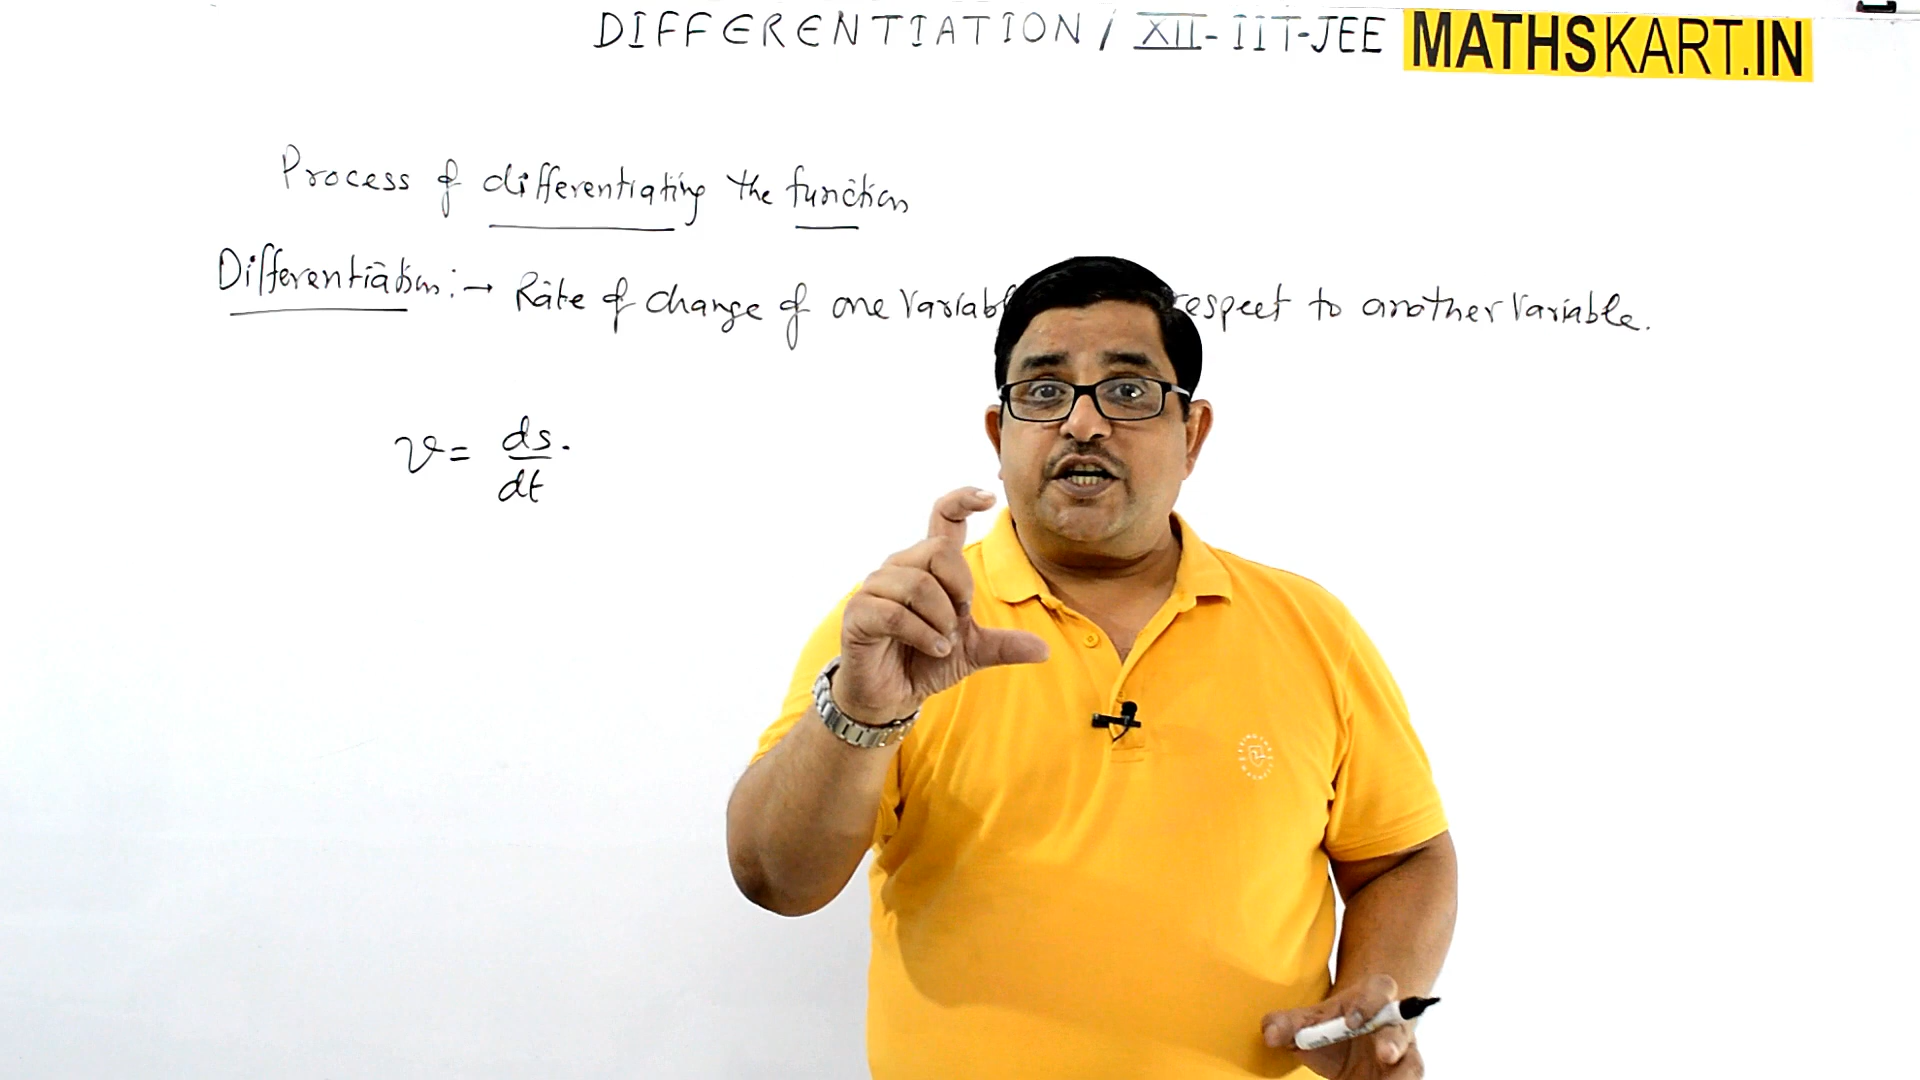 DIFFERENTIATION / XII - IIT-JEE MATHSKART.IN
Process of differentiating the function
Differentiation :→ Rate of change of one variabl respect to another variable.
v = ds.
dt